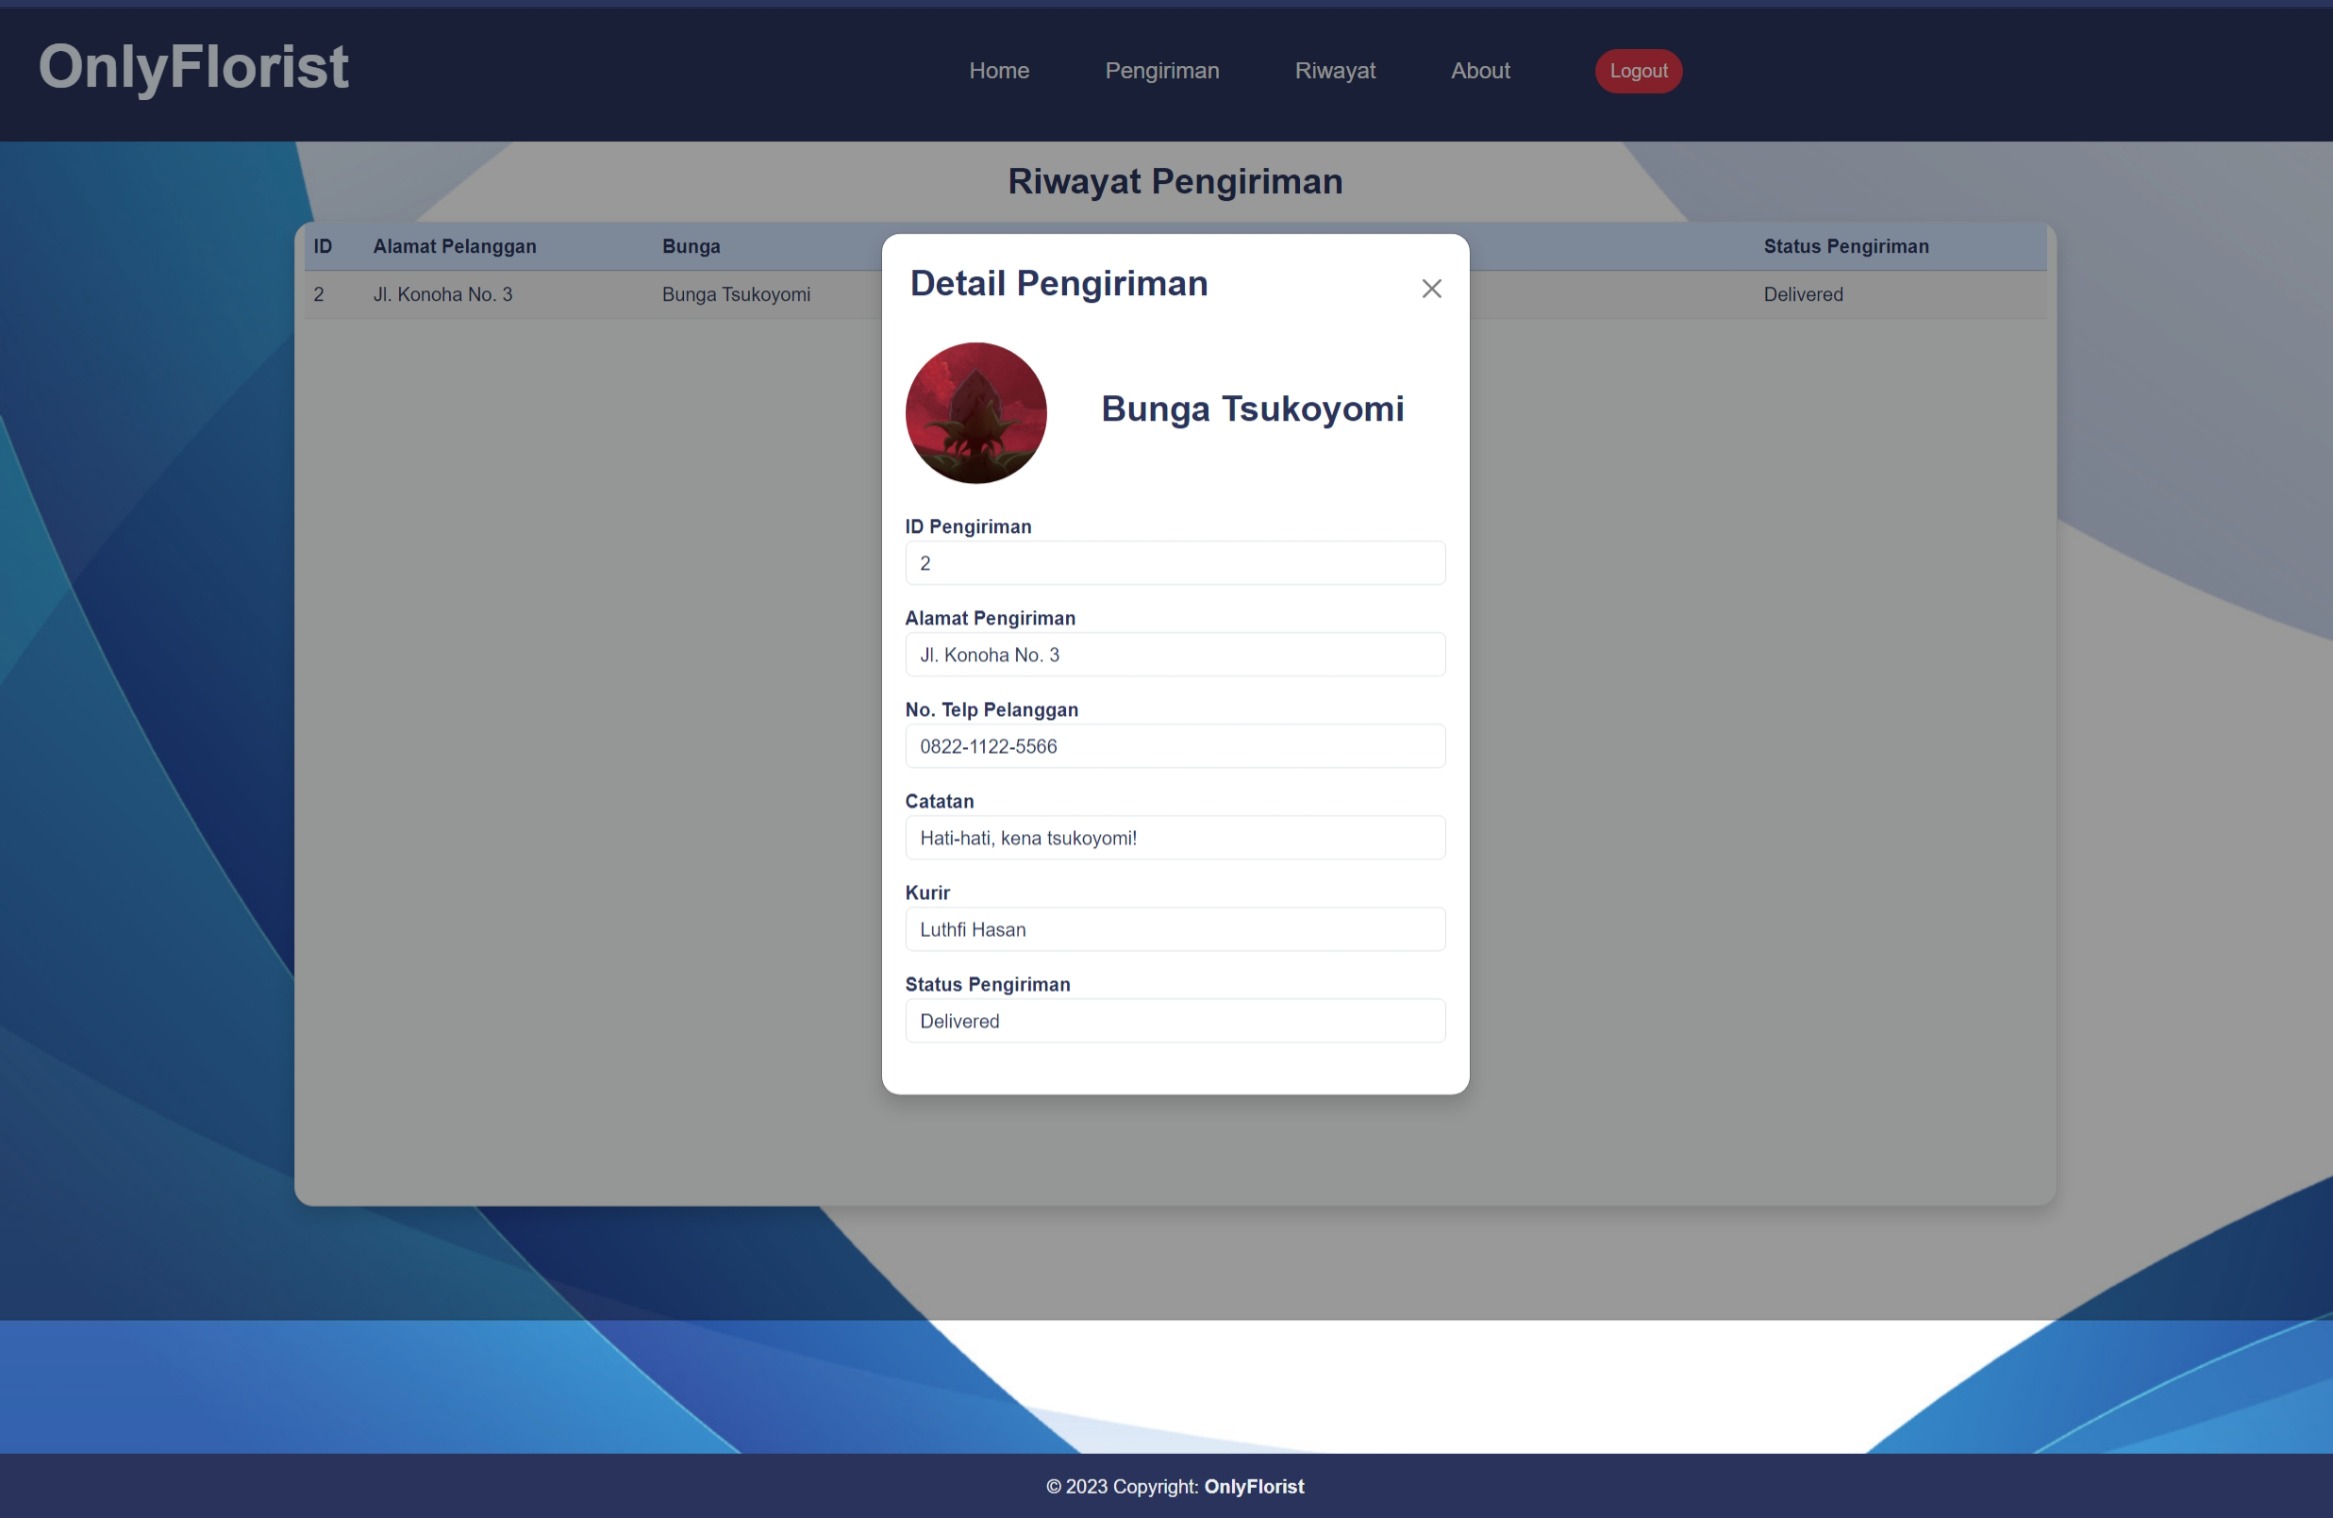 OnlyFlorist
Home Pengiriman Riwayat About Logout
Riwayat Pengiriman
ID Alamat Pelanggan Bunga Status Pengiriman
2 Jl. Konoha No. 3 Bunga Tsukoyomi Delivered
Detail Pengiriman
Bunga Tsukoyomi
ID Pengiriman
2
Alamat Pengiriman
Jl. Konoha No. 3
No. Telp Pelanggan
0822-1122-5566
Catatan
Hati-hati, kena tsukoyomi!
Kurir
Luthfi Hasan
Status Pengiriman
Delivered
© 2023 Copyright: OnlyFlorist